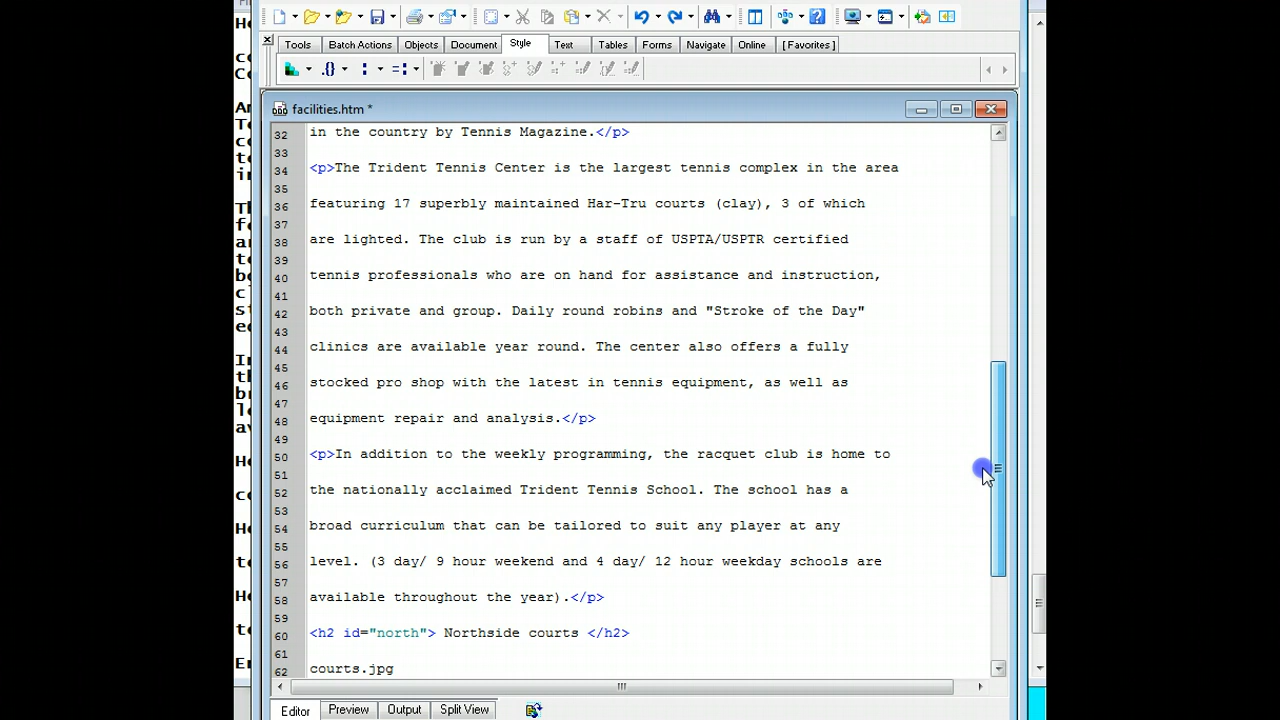 Tools Batch Actions Objects Document Style Text Tables Forms Navigate Online [ Favorites ]
facilities.htm *
32 in the country by Tennis Magazine.</p>
33
34 <p>The Trident Tennis Center is the largest tennis complex in the area
35
36 featuring 17 superbly maintained Har-Tru courts (clay), 3 of which
37
38 are lighted. The club is run by a staff of USPTA/USPTR certified
39
40 tennis professionals who are on hand for assistance and instruction,
41
42 both private and group. Daily round robins and "Stroke of the Day"
43
44 clinics are available year round. The center also offers a fully
45
46 stocked pro shop with the latest in tennis equipment, as well as
47
48 equipment repair and analysis.</p>
49
50 <p>In addition to the weekly programming, the racquet club is home to
51
52 the nationally acclaimed Trident Tennis School. The school has a
53
54 broad curriculum that can be tailored to suit any player at any
55
56 level. (3 day/ 9 hour weekend and 4 day/ 12 hour weekday schools are
57
58 available throughout the year).</p>
59
60 <h2 id="north"> Northside courts </h2>
61
62 courts.jpg
Editor Preview Output Split View